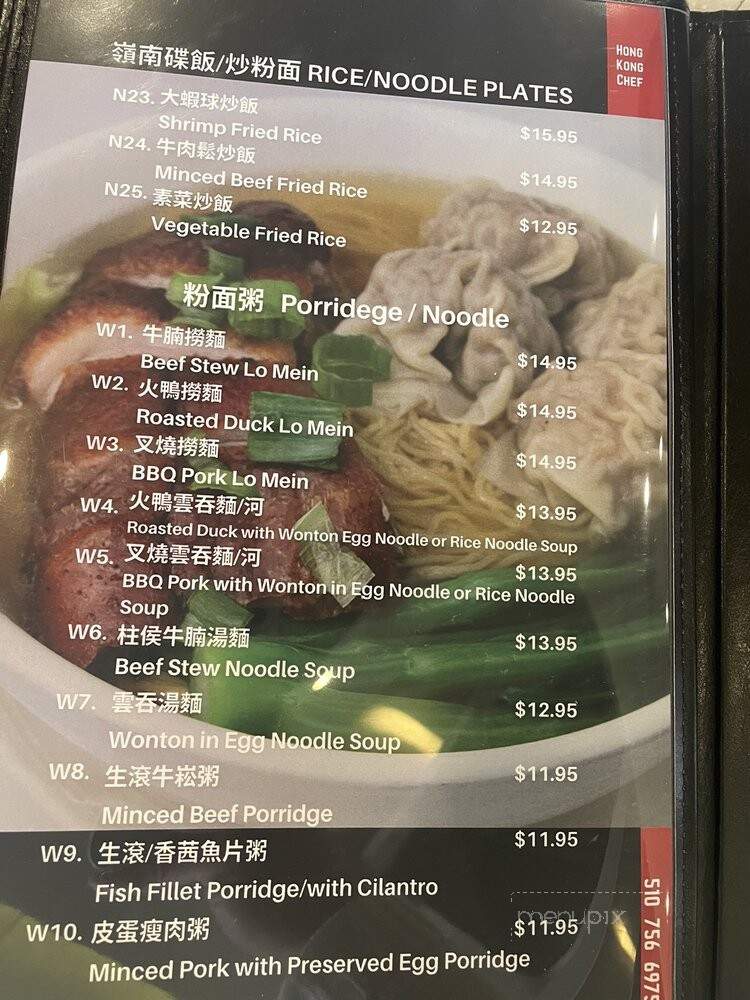 HONG
KONG
CHEF
嶺南碟飯/炒粉面 RICE/NOODLE PLATES
N23. 大蝦球炒飯
Shrimp Fried Rice $15.95
N24. 牛肉鬆炒飯
Minced Beef Fried Rice $14.95
N25. 素菜炒飯
Vegetable Fried Rice $12.95
粉面粥 Porridege / Noodle
W1. 牛腩撈麵
Beef Stew Lo Mein $14.95
W2. 火鴨撈麵
Roasted Duck Lo Mein $14.95
W3. 叉燒撈麵
BBQ Pork Lo Mein $14.95
W4. 火鴨雲吞麵/河 $13.95
Roasted Duck with Wonton Egg Noodle or Rice Noodle Soup
W5. 叉燒雲吞麵/河 $13.95
BBQ Pork with Wonton in Egg Noodle or Rice Noodle
Soup
W6. 柱侯牛腩湯麵 $13.95
Beef Stew Noodle Soup
W7. 雲吞湯麵 $12.95
Wonton in Egg Noodle Soup
W8. 生滾牛崧粥 $11.95
Minced Beef Porridge
W9. 生滾/香茜魚片粥 $11.95
Fish Fillet Porridge/with Cilantro
W10. 皮蛋瘦肉粥 $11.95
Minced Pork with Preserved Egg Porridge
510 756 697
menupix